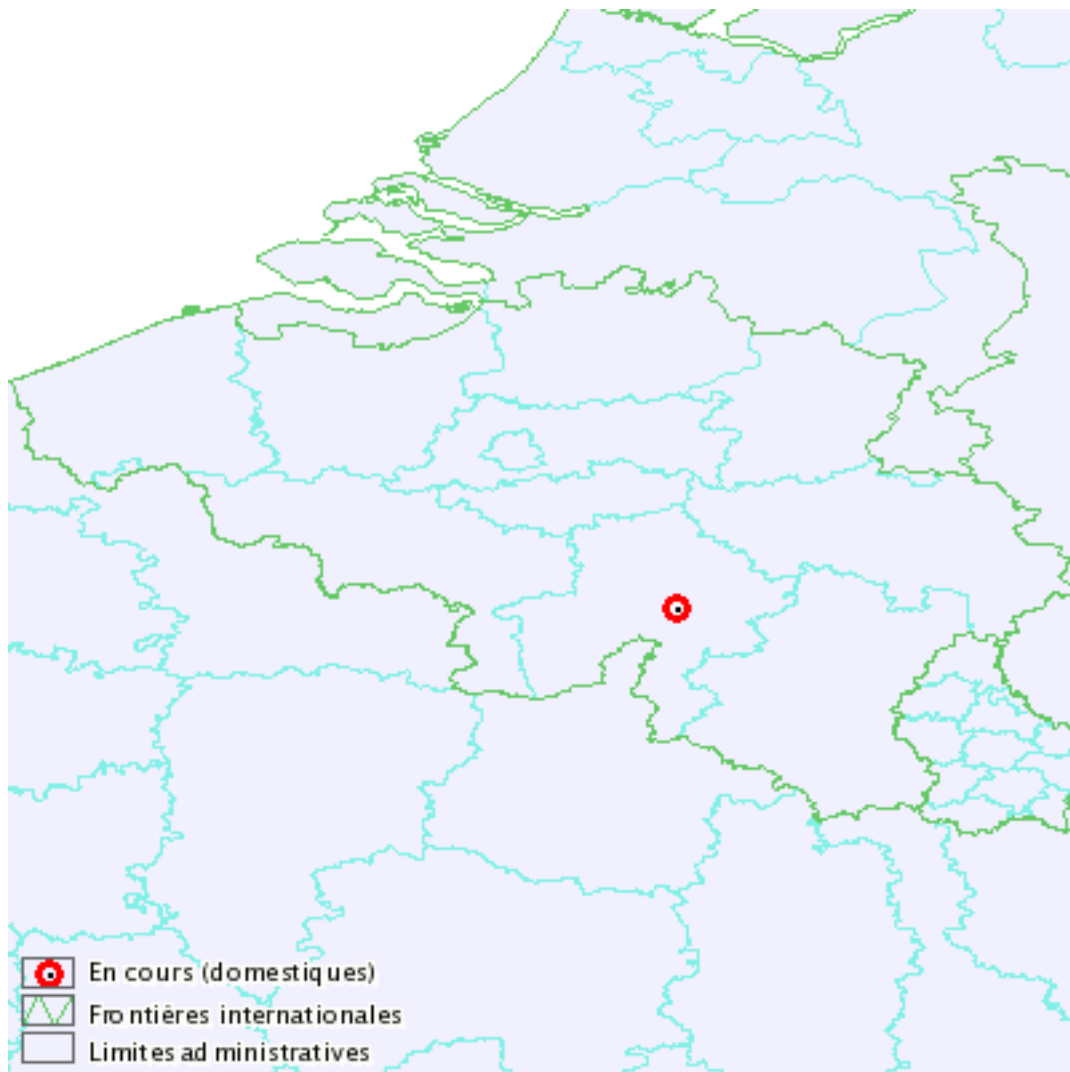 En cours (domestiques)
Frontières internationales
Limites administratives